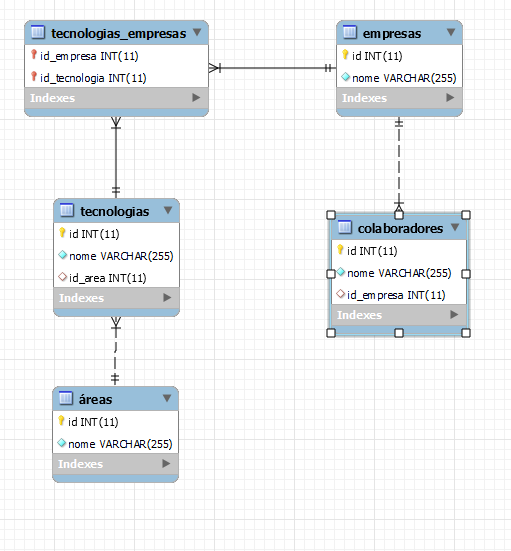 tecnologias_empresas
id_empresa INT(11)
id_tecnologia INT(11)
Indexes
empresas
id INT(11)
nome VARCHAR(255)
Indexes
tecnologias
id INT(11)
nome VARCHAR(255)
id_area INT(11)
Indexes
colaboradores
id INT(11)
nome VARCHAR(255)
id_empresa INT(11)
Indexes
áreas
id INT(11)
nome VARCHAR(255)
Indexes